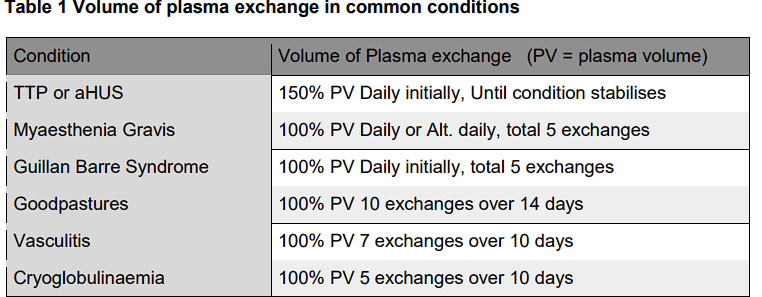 Table 1 Volume of plasma exchange in common conditions
Condition Volume of Plasma exchange (PV = plasma volume)
TTP or aHUS 150% PV Daily initially, Until condition stabilises
Myaesthenia Gravis 100% PV Daily or Alt. daily, total 5 exchanges
Guillan Barre Syndrome 100% PV Daily initially, total 5 exchanges
Goodpastures 100% PV 10 exchanges over 14 days
Vasculitis 100% PV 7 exchanges over 10 days
Cryoglobulinaemia 100% PV 5 exchanges over 10 days